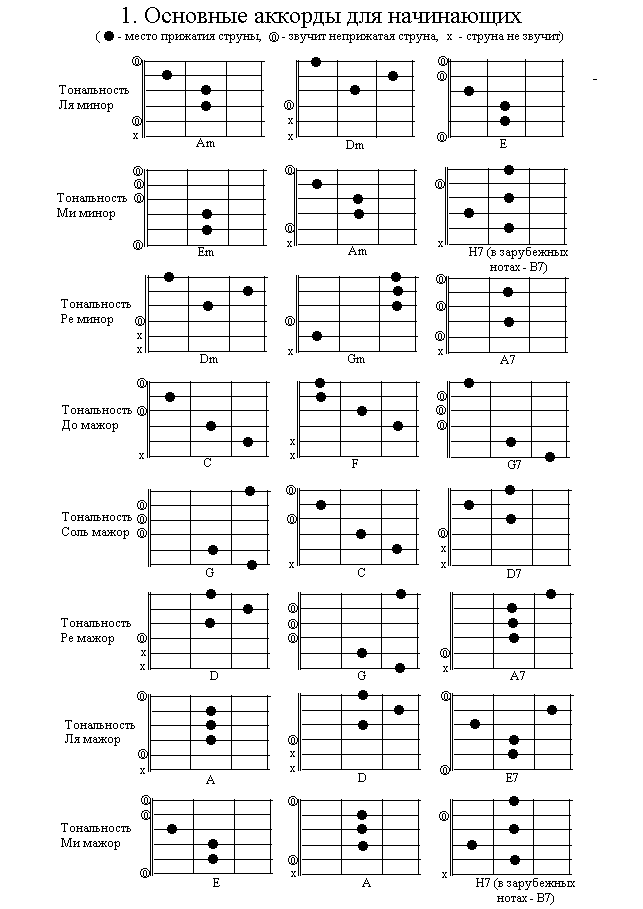 1. Основные аккорды для начинающих
( ● - место прижатия струны, ⓪ - звучит неприжатая струна, x - струна не звучит)
Тональность
Ля минор
Am Dm E
Тональность
Ми минор
Em Am H7 (в зарубежных
нотах - B7)
Тональность
Ре минор
Dm Gm A7
Тональность
До мажор
C F G7
Тональность
Соль мажор
G C D7
Тональность
Ре мажор
D G A7
Тональность
Ля мажор
A D E7
Тональность
Ми мажор
E A H7 (в зарубежных
нотах - B7)